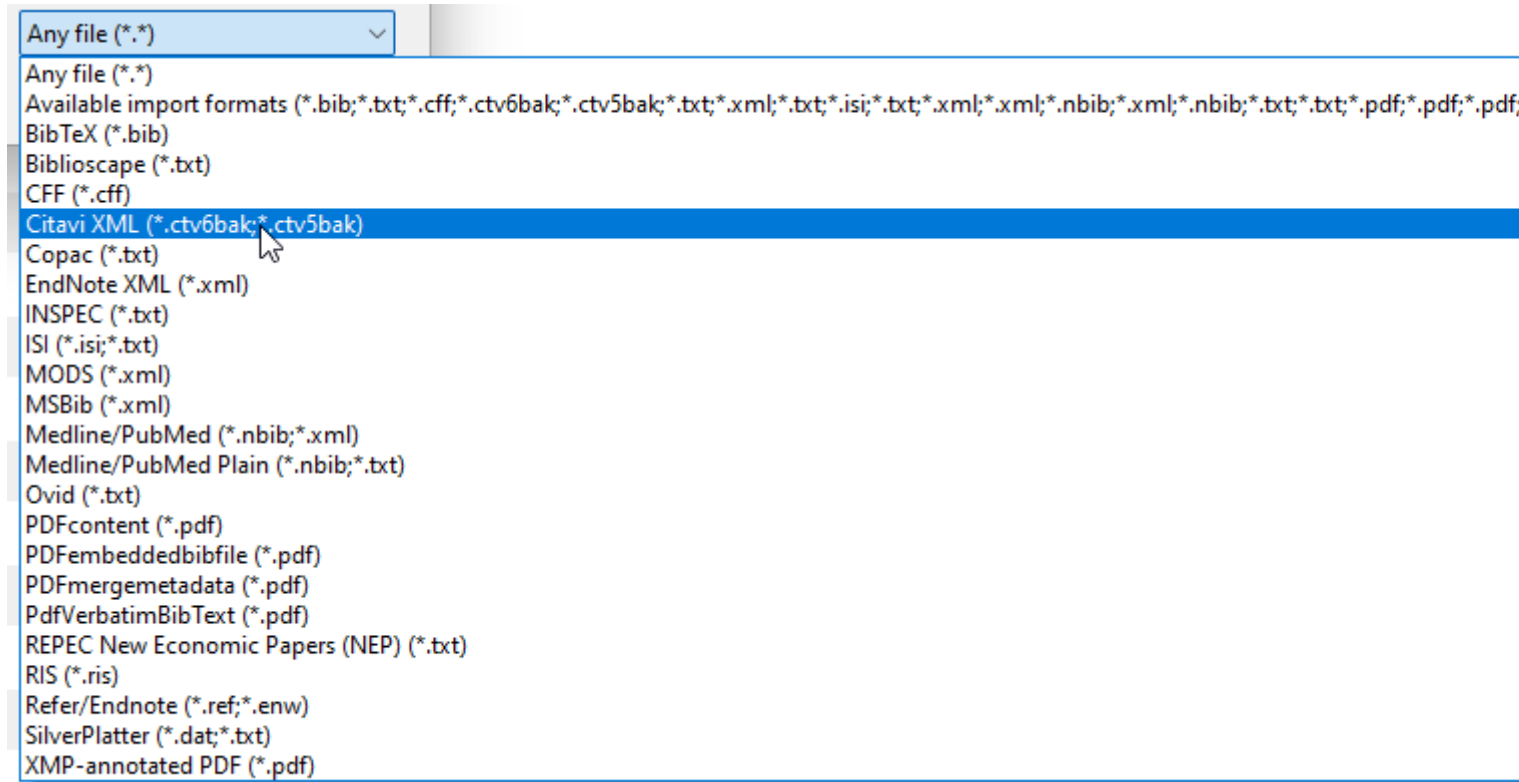 Any file (*.*)
Any file (*.*)
Available import formats (*.bib;*.txt;*.cff;*.ctv6bak;*.ctv5bak;*.txt;*.xml;*.txt;*.isi;*.txt;*.xml;*.xml;*.nbib;*.xml;*.nbib;*.txt;*.txt;*.pdf;*.pdf;*.pdf;
BibTeX (*.bib)
Biblioscape (*.txt)
CFF (*.cff)
Citavi XML (*.ctv6bak;*.ctv5bak)
Copac (*.txt)
EndNote XML (*.xml)
INSPEC (*.txt)
ISI (*.isi;*.txt)
MODS (*.xml)
MSBib (*.xml)
Medline/PubMed (*.nbib;*.xml)
Medline/PubMed Plain (*.nbib;*.txt)
Ovid (*.txt)
PDFcontent (*.pdf)
PDFembeddedbibfile (*.pdf)
PDFmergemetadata (*.pdf)
PdfVerbatimBibText (*.pdf)
REPEC New Economic Papers (NEP) (*.txt)
RIS (*.ris)
Refer/Endnote (*.ref;*.enw)
SilverPlatter (*.dat;*.txt)
XMP-annotated PDF (*.pdf)